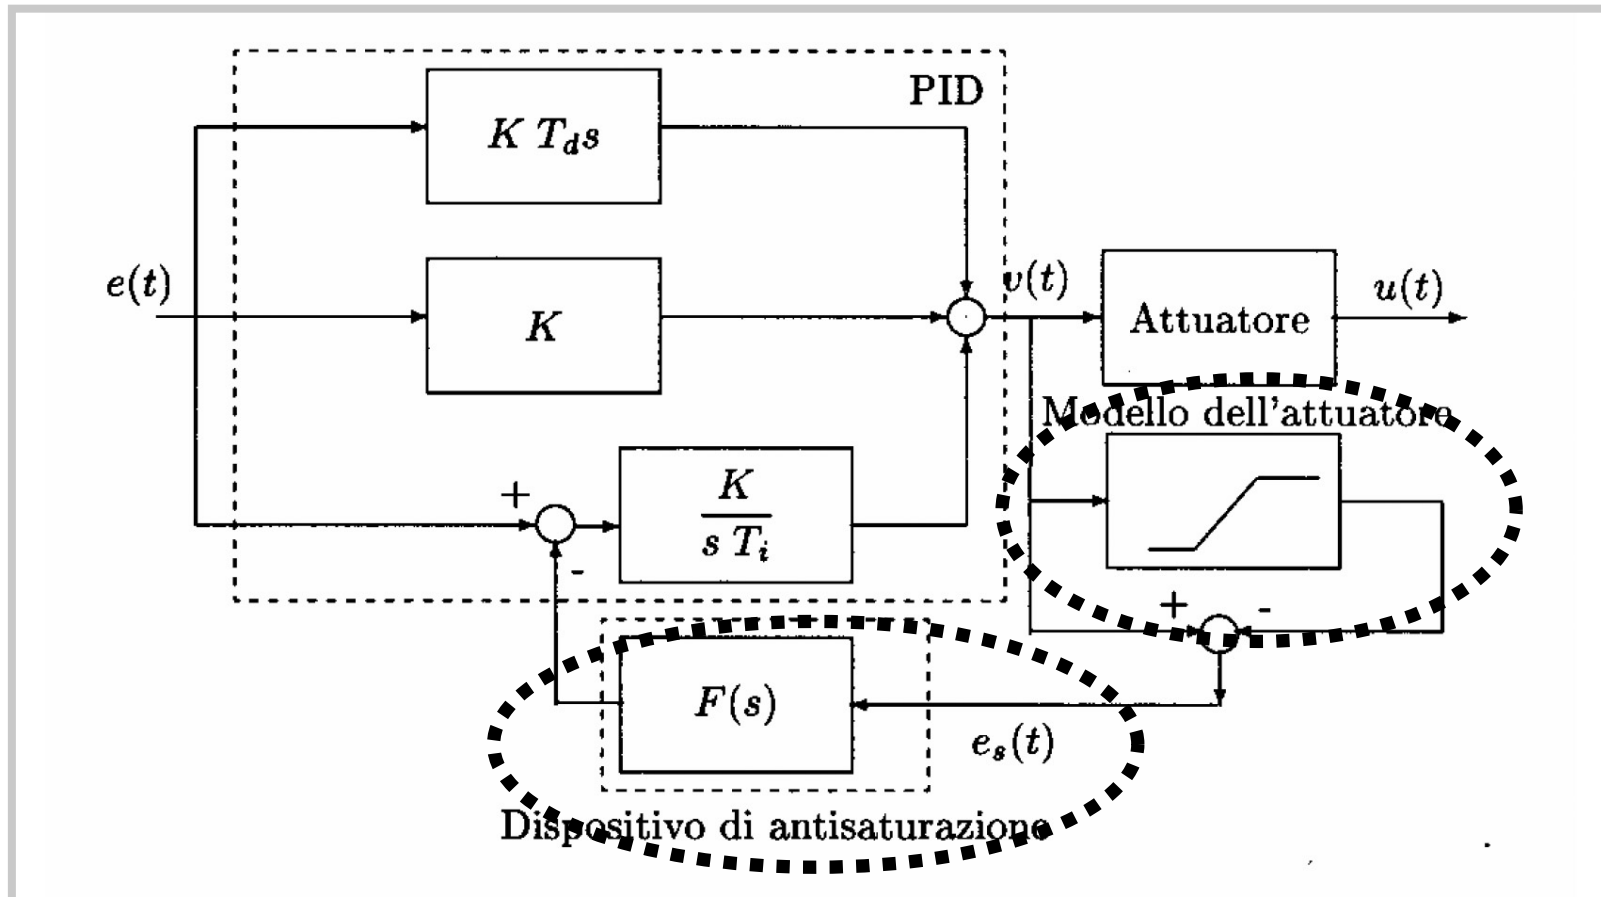 PID
K T_d s
e(t)
K
v(t)
Attuatore
u(t)
Modello dell'attuatore
+
K
s T_i
-
+
-
F(s)
e_s(t)
Dispositivo di antisaturazione